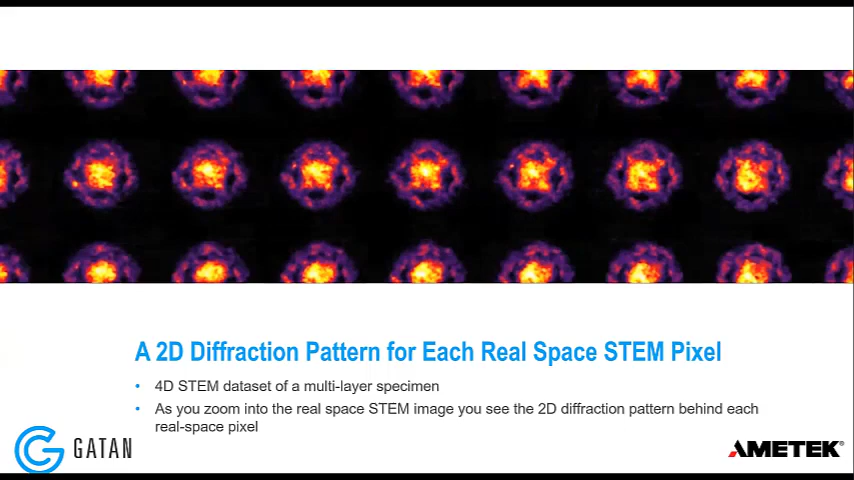 A 2D Diffraction Pattern for Each Real Space STEM Pixel
• 4D STEM dataset of a multi-layer specimen
• As you zoom into the real space STEM image you see the 2D diffraction pattern behind each
real-space pixel
GATAN
AMETEK®